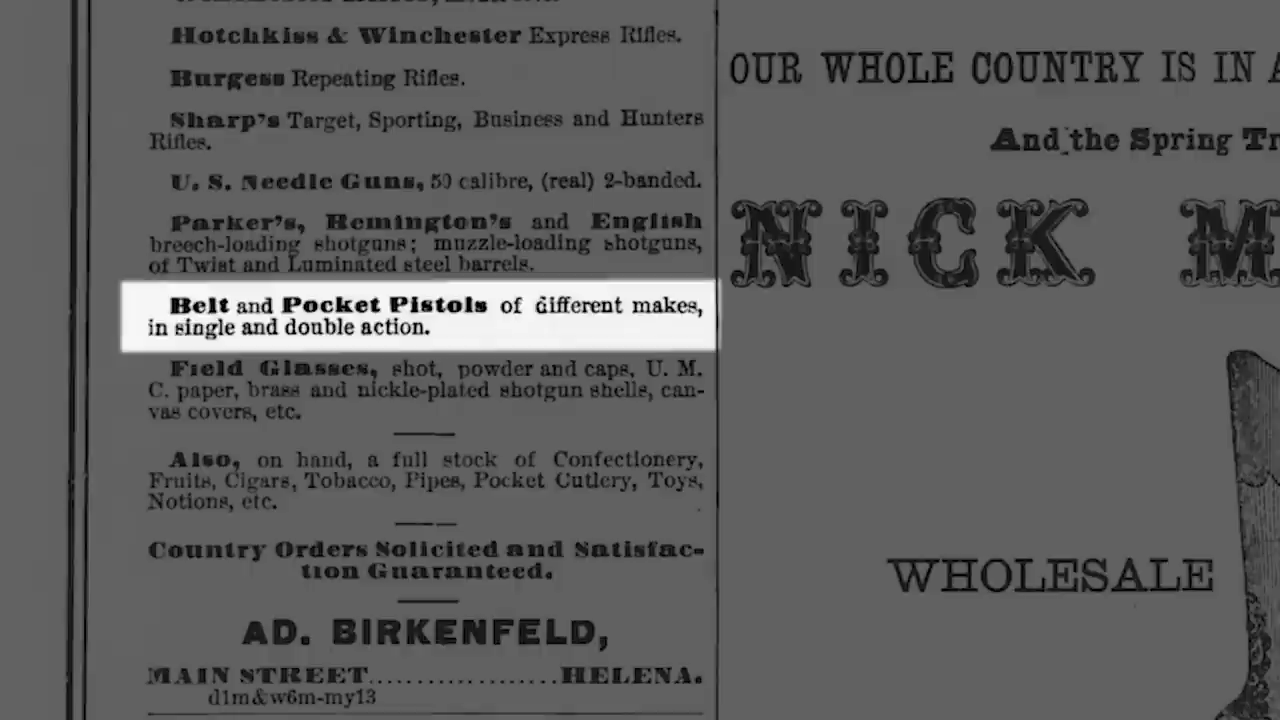 Hotchkiss & Winchester Express Rifles.
Burgess Repeating Rifles.
Sharp's Target, Sporting, Business and Hunters
Rifles.
U. S. Needle Guns, 50 calibre, (real) 2-banded.
Parker's, Remington's and English
breech-loading shotguns; muzzle-loading shotguns,
of Twist and Luminated steel barrels.
Belt and Pocket Pistols of different makes,
in single and double action.
Field Glasses, shot, powder and caps, U. M.
C. paper, brass and nickle-plated shotgun shells, can-
vas covers, etc.
Also, on hand, a full stock of Confectionery,
Fruits, Cigars, Tobacco, Pipes, Pocket Cutlery, Toys,
Notions, etc.
Country Orders Solicited and Satisfac-
tion Guaranteed.
AD. BIRKENFELD,
MAIN STREET..................HELENA.
d1m&w6m-my13
OUR WHOLE COUNTRY IS IN A
And the Spring Tr
NICK M
WHOLESALE